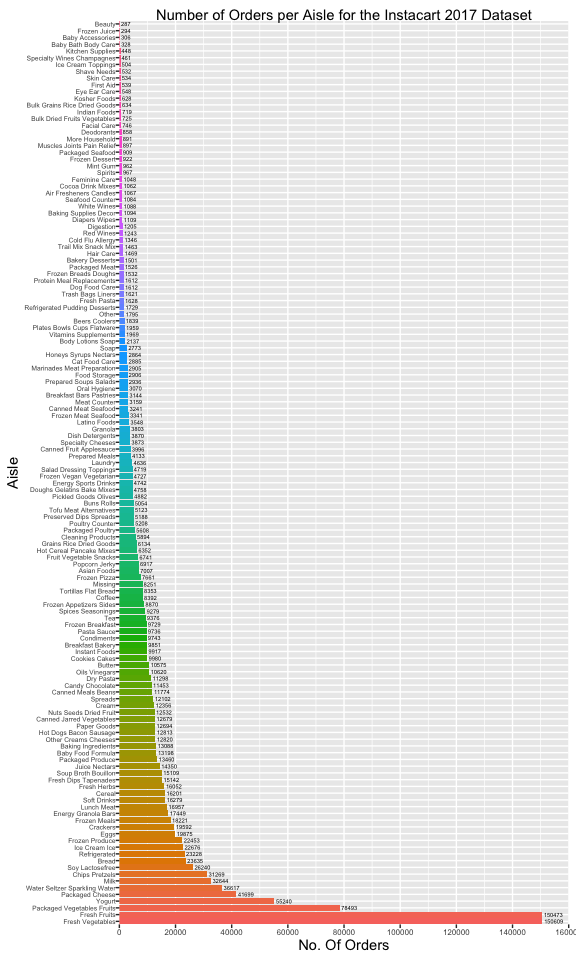 Number of Orders per Aisle for the Instacart 2017 Dataset
Beauty 287
Frozen Juice 294
Baby Accessories 306
Baby Bath Body Care 328
Kitchen Supplies 448
Specialty Wines Champagnes 461
Ice Cream Toppings 504
Shave Needs 532
Skin Care 534
First Aid 539
Eye Ear Care 548
Kosher Foods 628
Bulk Grains Rice Dried Goods 634
Indian Foods 719
Bulk Dried Fruits Vegetables 725
Facial Care 746
Deodorants 858
More Household 891
Muscles Joints Pain Relief 897
Packaged Seafood 909
Frozen Dessert 922
Mint Gum 962
Spirits 967
Feminine Care 1048
Cocoa Drink Mixes 1062
Air Fresheners Candles 1067
Seafood Counter 1084
White Wines 1088
Baking Supplies Decor 1094
Diapers Wipes 1109
Digestion 1205
Red Wines 1243
Cold Flu Allergy 1346
Trail Mix Snack Mix 1463
Hair Care 1469
Bakery Desserts 1501
Packaged Meat 1526
Frozen Breads Doughs 1532
Protein Meal Replacements 1612
Dog Food Care 1612
Trash Bags Liners 1621
Fresh Pasta 1628
Refrigerated Pudding Desserts 1729
Other 1795
Beers Coolers 1839
Plates Bowls Cups Flatware 1959
Vitamins Supplements 1969
Body Lotions Soap 2137
Soap 2773
Honeys Syrups Nectars 2864
Cat Food Care 2885
Marinades Meat Preparation 2905
Food Storage 2906
Prepared Soups Salads 2936
Oral Hygiene 3070
Breakfast Bars Pastries 3144
Meat Counter 3159
Canned Meat Seafood 3241
Frozen Meat Seafood 3341
Latino Foods 3548
Granola 3803
Dish Detergents 3870
Specialty Cheeses 3873
Canned Fruit Applesauce 3996
Prepared Meals 4133
Laundry 4636
Salad Dressing Toppings 4719
Frozen Vegan Vegetarian 4727
Energy Sports Drinks 4742
Doughs Gelatins Bake Mixes 4758
Pickled Goods Olives 4882
Buns Rolls 5054
Tofu Meat Alternatives 5123
Preserved Dips Spreads 5188
Poultry Counter 5208
Packaged Poultry 5608
Cleaning Products 5894
Grains Rice Dried Goods 6134
Hot Cereal Pancake Mixes 6352
Fruit Vegetable Snacks 6741
Popcorn Jerky 6917
Asian Foods 7007
Frozen Pizza 7661
Missing 8251
Tortillas Flat Bread 8353
Coffee 8392
Frozen Appetizers Sides 8870
Spices Seasonings 9279
Tea 9376
Frozen Breakfast 9729
Pasta Sauce 9736
Condiments 9743
Breakfast Bakery 9851
Instant Foods 9917
Cookies Cakes 9980
Butter 10575
Oils Vinegars 10620
Dry Pasta 11298
Candy Chocolate 11453
Canned Meals Beans 11774
Spreads 12102
Cream 12356
Nuts Seeds Dried Fruit 12532
Canned Jarred Vegetables 12679
Paper Goods 12694
Hot Dogs Bacon Sausage 12813
Other Creams Cheeses 12820
Baking Ingredients 13088
Baby Food Formula 13198
Packaged Produce 13460
Juice Nectars 14350
Soup Broth Bouillon 15109
Fresh Dips Tapenades 15142
Fresh Herbs 16052
Cereal 16201
Soft Drinks 16279
Lunch Meat 16957
Energy Granola Bars 17449
Frozen Meals 18221
Crackers 19592
Eggs 19875
Frozen Produce 22453
Ice Cream Ice 22676
Refrigerated 23228
Bread 23635
Soy Lactosefree 26240
Chips Pretzels 31269
Milk 32644
Water Seltzer Sparkling Water 36617
Packaged Cheese 41699
Yogurt 55240
Packaged Vegetables Fruits 78493
Fresh Fruits 150473
Fresh Vegetables 150609
Aisle
0 20000 40000 60000 80000 100000 120000 140000 16000
No. Of Orders